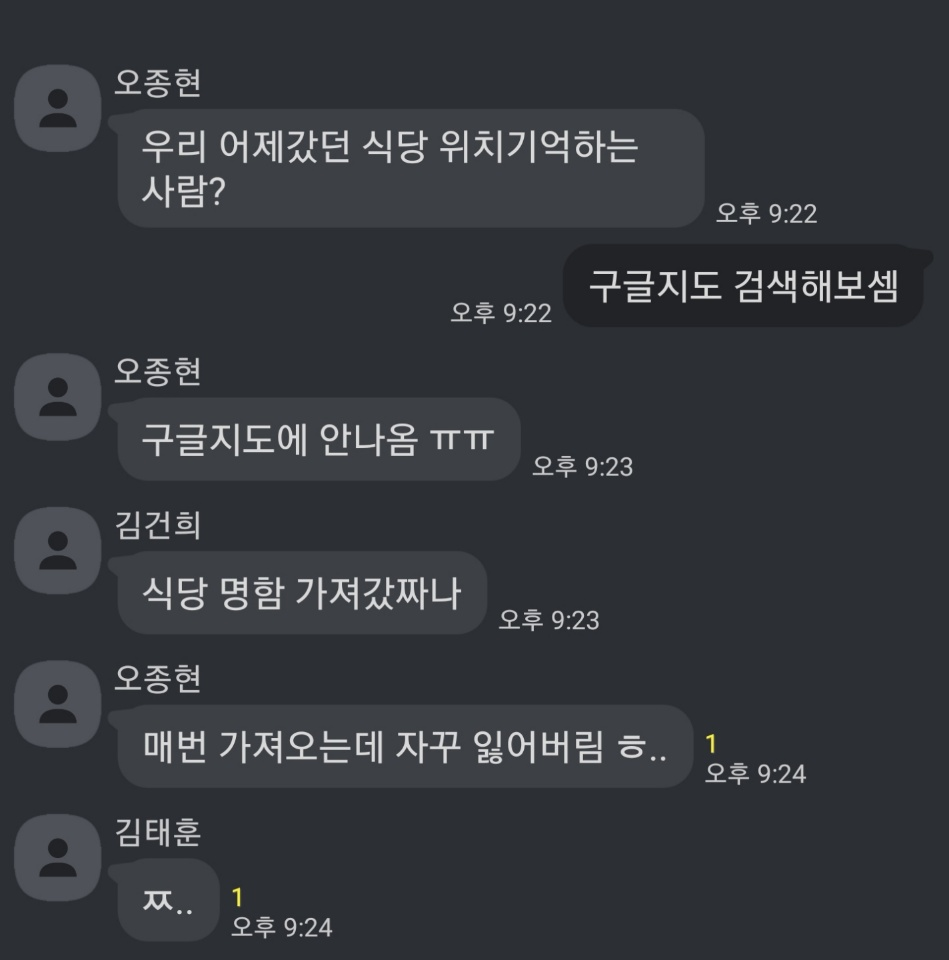 오종현
우리 어제갔던 식당 위치기억하는
사람?
오후 9:22
구글지도 검색해보셈
오후 9:22
오종현
구글지도에 안나옴 ㅠㅠ
오후 9:23
김건희
식당 명함 가져갔짜나
오후 9:23
오종현
매번 가져오는데 자꾸 잃어버림 ㅎ..
1
오후 9:24
김태훈
ㅉ..
1
오후 9:24